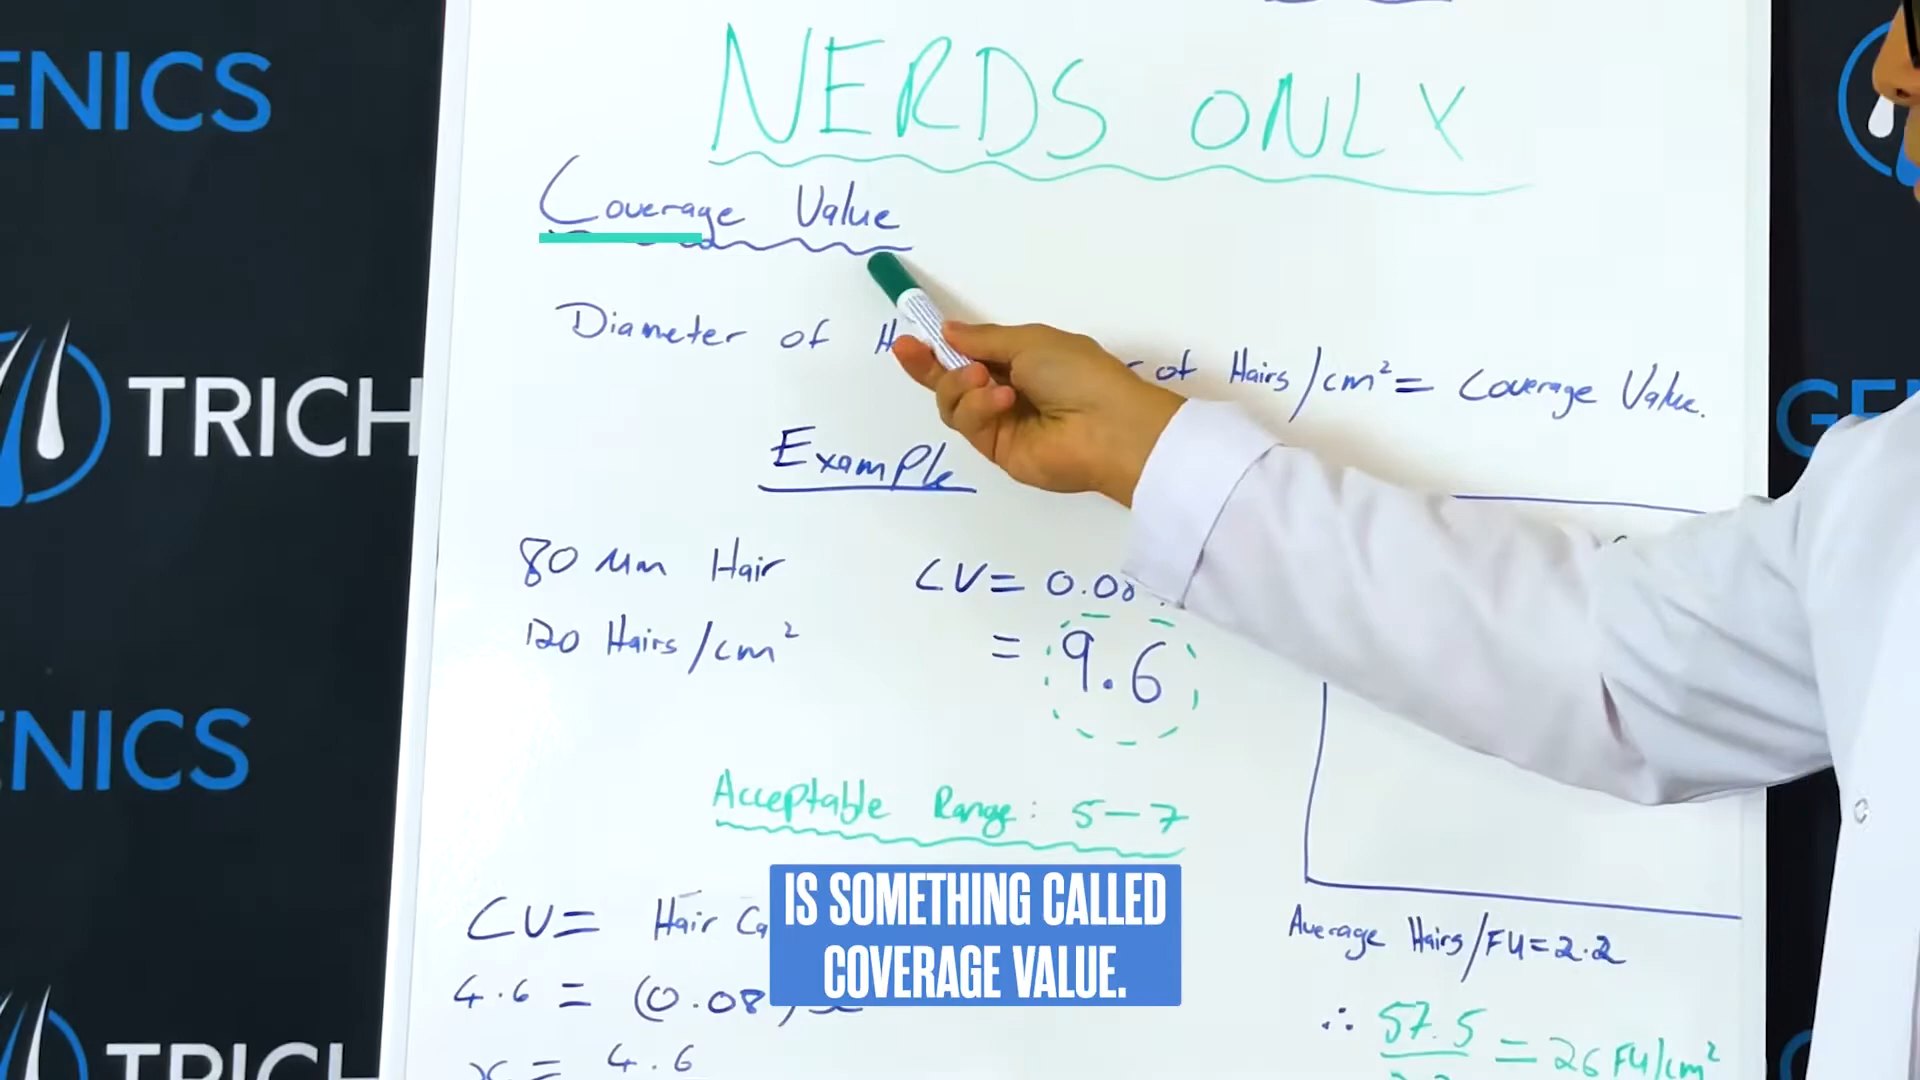 NERDS ONLY
Coverage Value
Diameter of
of Hairs/cm² = Coverage Value.
Example
80 µm Hair
CV = 0.08
120 Hairs/cm²
= 9.6
Acceptable Range: 5-7
CV = Hair
4.6 = (0.08)
x = 4.6
Average Hairs/FU = 2.2
∴ 57.5 = 26 FU/cm²
IS SOMETHING CALLED
COVERAGE VALUE.
ENICS
TRICH
ENICS
TRICH